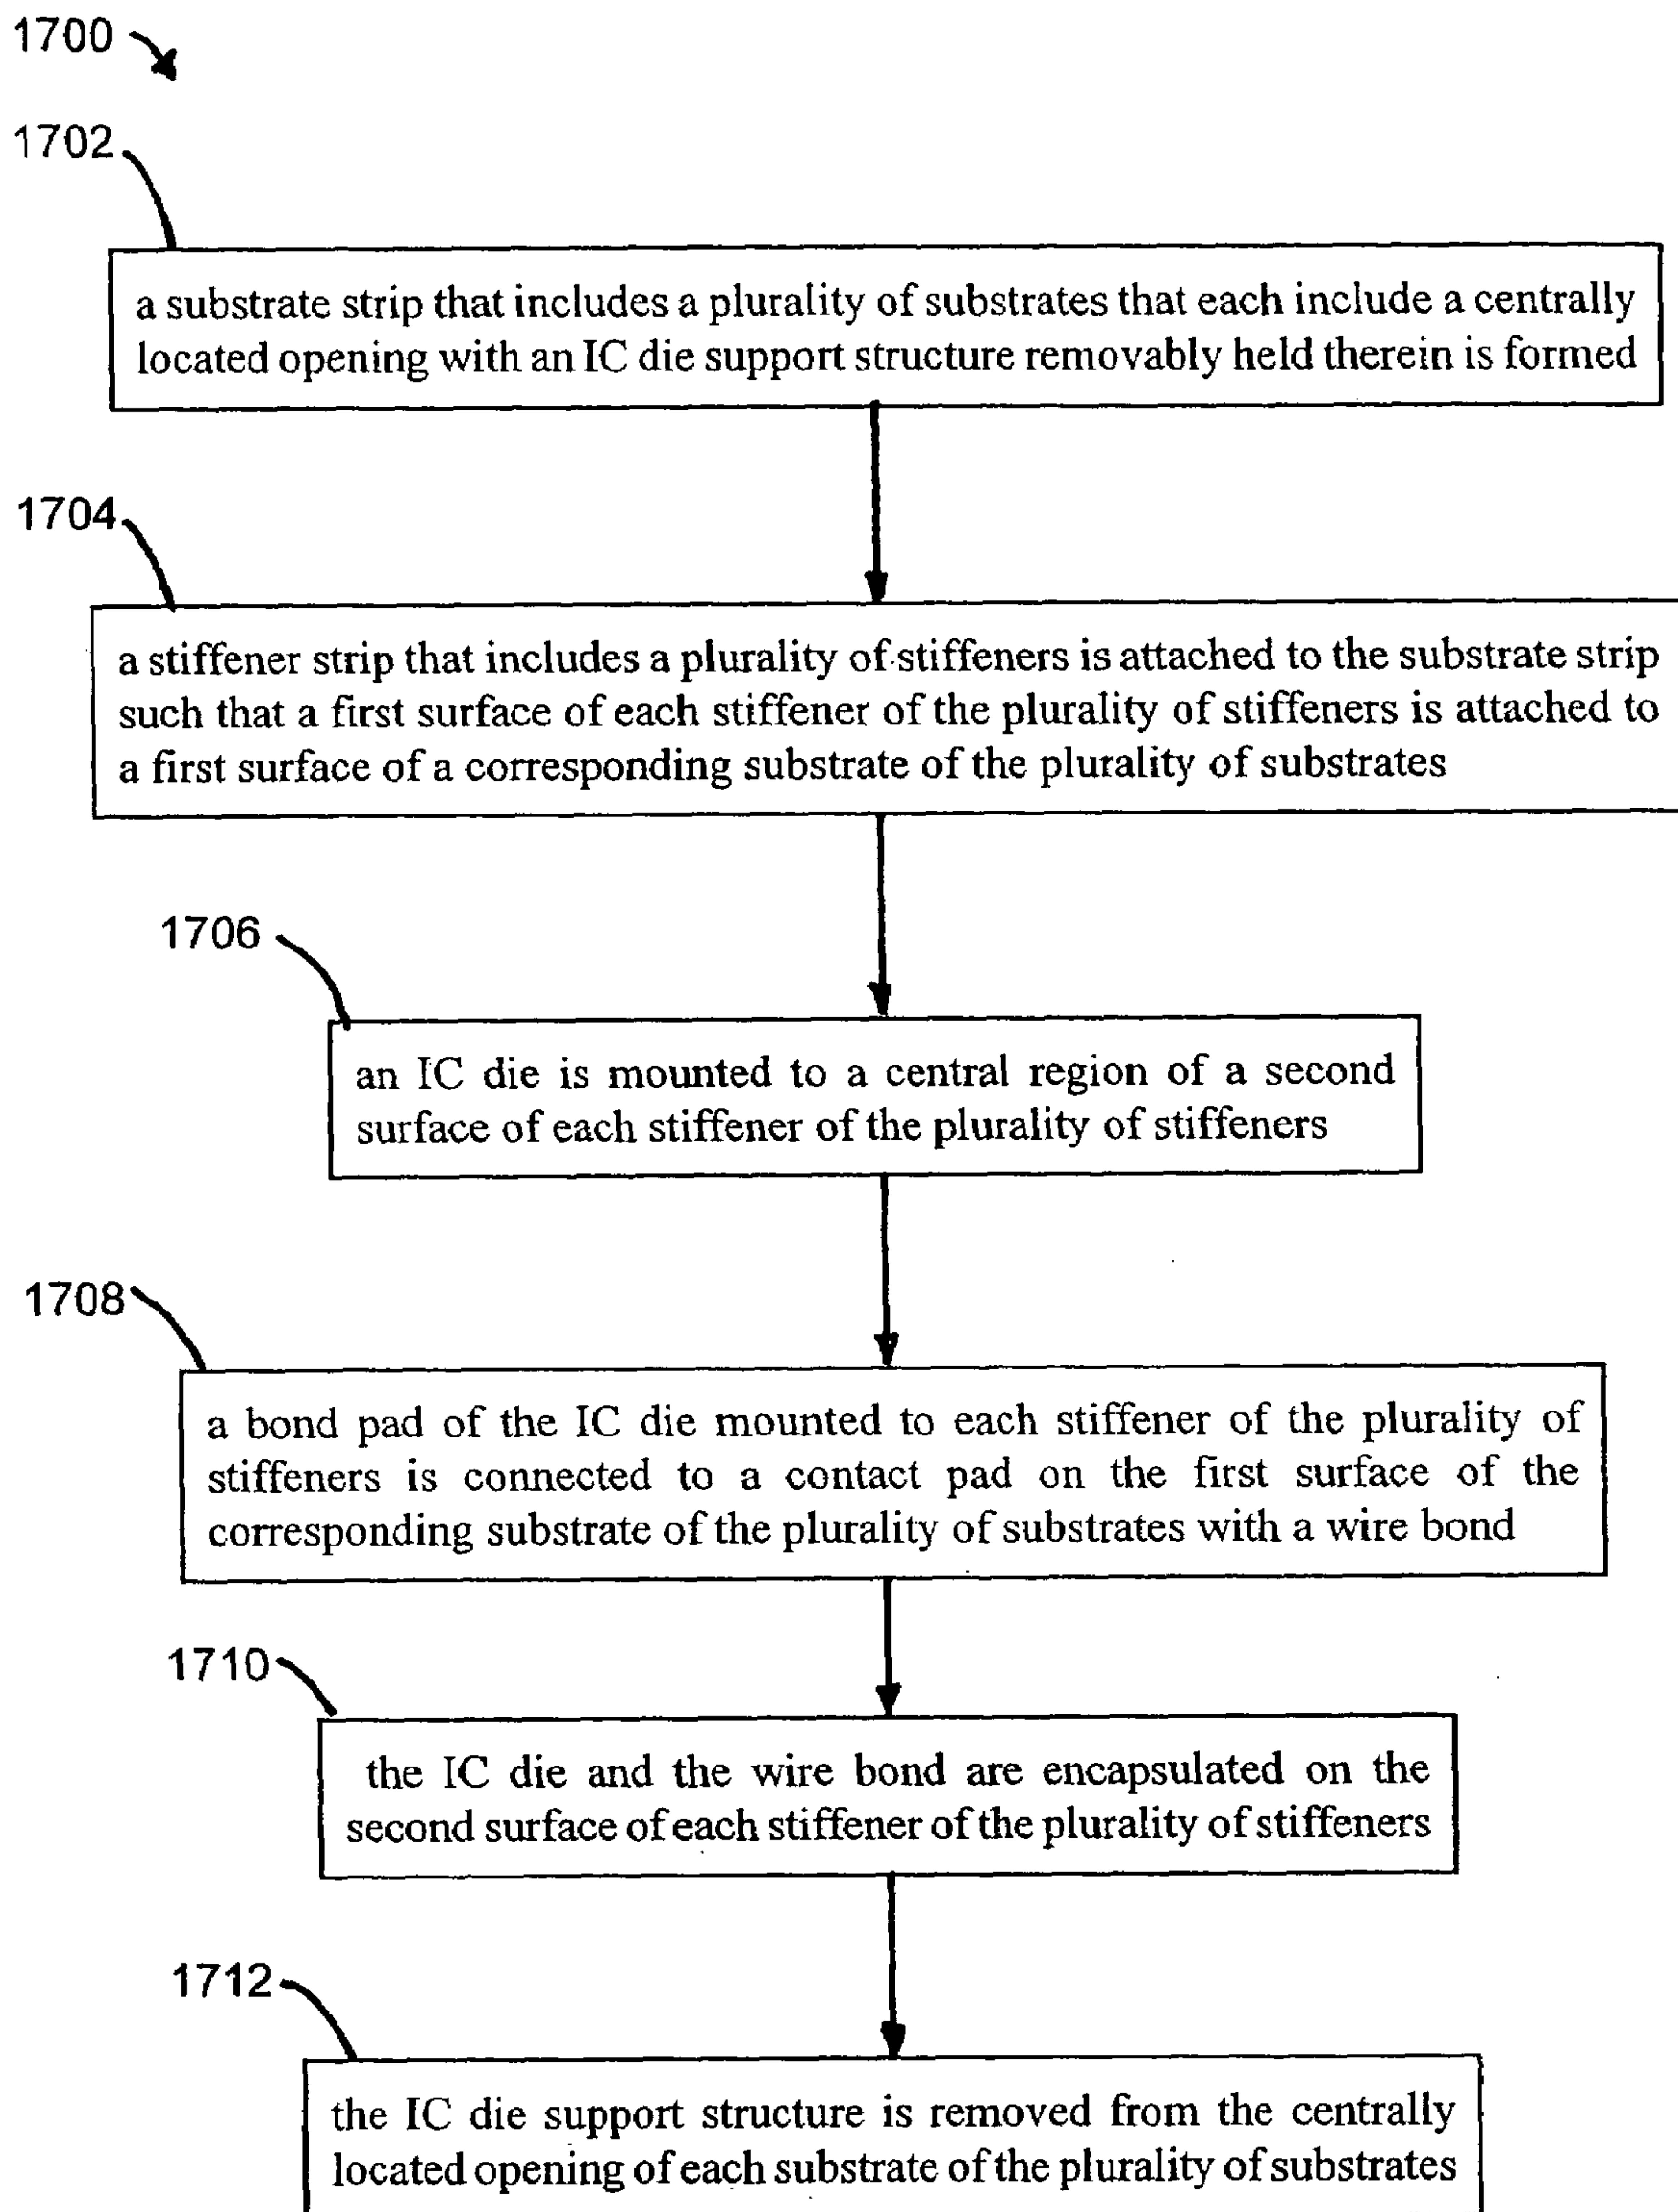 1700
1702
a substrate strip that includes a plurality of substrates that each include a centrally
located opening with an IC die support structure removably held therein is formed
1704
a stiffener strip that includes a plurality of stiffeners is attached to the substrate strip
such that a first surface of each stiffener of the plurality of stiffeners is attached to
a first surface of a corresponding substrate of the plurality of substrates
1706
an IC die is mounted to a central region of a second
surface of each stiffener of the plurality of stiffeners
1708
a bond pad of the IC die mounted to each stiffener of the plurality of
stiffeners is connected to a contact pad on the first surface of the
corresponding substrate of the plurality of substrates with a wire bond
1710
the IC die and the wire bond are encapsulated on the
second surface of each stiffener of the plurality of stiffeners
1712
the IC die support structure is removed from the centrally
located opening of each substrate of the plurality of substrates